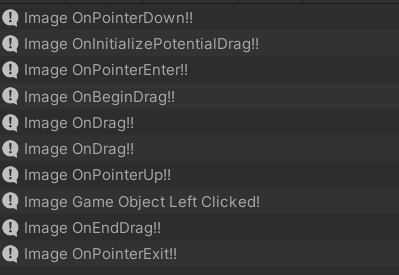 Image OnPointerDown!!
Image OnInitializePotentialDrag!!
Image OnPointerEnter!!
Image OnBeginDrag!!
Image OnDrag!!
Image OnDrag!!
Image OnPointerUp!!
Image Game Object Left Clicked!
Image OnEndDrag!!
Image OnPointerExit!!